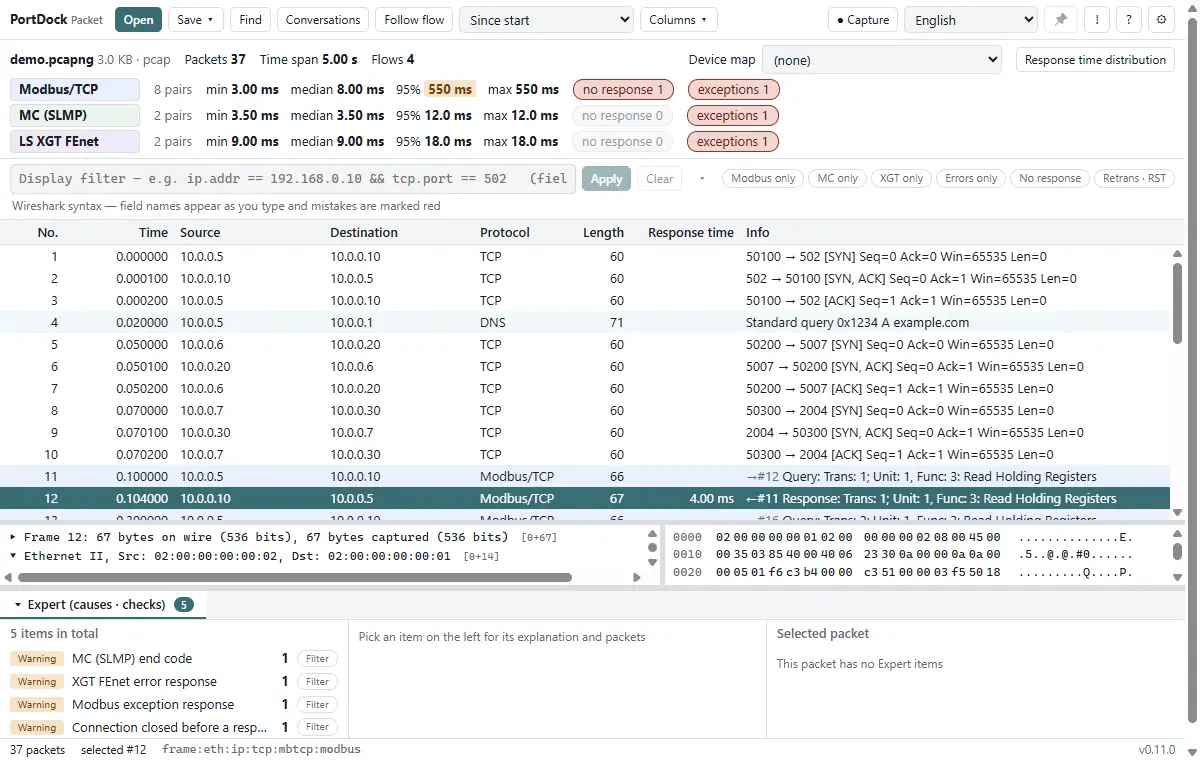 PortDock Packet Open Save ▾ Find Conversations Follow flow Since start Columns ▾ ● Capture English ! ?
demo.pcapng 3.0 KB · pcap Packets 37 Time span 5.00 s Flows 4 Device map (none) Response time distribution
Modbus/TCP 8 pairs min 3.00 ms median 8.00 ms 95% 550 ms max 550 ms no response 1 exceptions 1
MC (SLMP) 2 pairs min 3.50 ms median 3.50 ms 95% 12.0 ms max 12.0 ms no response 0 exceptions 1
LS XGT FEnet 2 pairs min 9.00 ms median 9.00 ms 95% 18.0 ms max 18.0 ms no response 0 exceptions 1
Display filter — e.g. ip.addr == 192.168.0.10 && tcp.port == 502 (fiel Apply Clear ▾ Modbus only MC only XGT only Errors only No response Retrans · RST
Wireshark syntax — field names appear as you type and mistakes are marked red
No. Time Source Destination Protocol Length Response time Info
1 0.000000 10.0.0.5 10.0.0.10 TCP 60 50100 → 502 [SYN] Seq=0 Ack=0 Win=65535 Len=0
2 0.000100 10.0.0.10 10.0.0.5 TCP 60 502 → 50100 [SYN, ACK] Seq=0 Ack=1 Win=65535 Len=0
3 0.000200 10.0.0.5 10.0.0.10 TCP 60 50100 → 502 [ACK] Seq=1 Ack=1 Win=65535 Len=0
4 0.020000 10.0.0.5 10.0.0.1 DNS 71 Standard query 0x1234 A example.com
5 0.050000 10.0.0.6 10.0.0.20 TCP 60 50200 → 5007 [SYN] Seq=0 Ack=0 Win=65535 Len=0
6 0.050100 10.0.0.20 10.0.0.6 TCP 60 5007 → 50200 [SYN, ACK] Seq=0 Ack=1 Win=65535 Len=0
7 0.050200 10.0.0.6 10.0.0.20 TCP 60 50200 → 5007 [ACK] Seq=1 Ack=1 Win=65535 Len=0
8 0.070000 10.0.0.7 10.0.0.30 TCP 60 50300 → 2004 [SYN] Seq=0 Ack=0 Win=65535 Len=0
9 0.070100 10.0.0.30 10.0.0.7 TCP 60 2004 → 50300 [SYN, ACK] Seq=0 Ack=1 Win=65535 Len=0
10 0.070200 10.0.0.7 10.0.0.30 TCP 60 50300 → 2004 [ACK] Seq=1 Ack=1 Win=65535 Len=0
11 0.100000 10.0.0.5 10.0.0.10 Modbus/TCP 66 →#12 Query: Trans: 1; Unit: 1, Func: 3: Read Holding Registers
12 0.104000 10.0.0.10 10.0.0.5 Modbus/TCP 67 4.00 ms ←#11 Response: Trans: 1; Unit: 1, Func: 3: Read Holding Registers
▸ Frame 12: 67 bytes on wire (536 bits), 67 bytes captured (536 bits) [0+67]
▾ Ethernet II, Src: 02:00:00:00:00:02, Dst: 02:00:00:00:00:01 [0+14]
0000 02 00 00 00 00 01 02 00 00 00 00 02 08 00 45 00 ..............E.
0010 00 35 03 85 40 00 40 06 23 30 0a 00 00 0a 0a 00 .5..@.@.#0......
0020 00 05 01 f6 c3 b4 00 00 c3 51 00 00 03 f5 50 18 .........Q....P.
▾ Expert (causes · checks) 5
5 items in total
Warning MC (SLMP) end code 1 Filter
Warning XGT FEnet error response 1 Filter
Warning Modbus exception response 1 Filter
Warning Connection closed before a resp... 1 Filter
Pick an item on the left for its explanation and packets
Selected packet
This packet has no Expert items
37 packets selected #12 frame:eth:ip:tcp:mbtcp:modbus v0.11.0